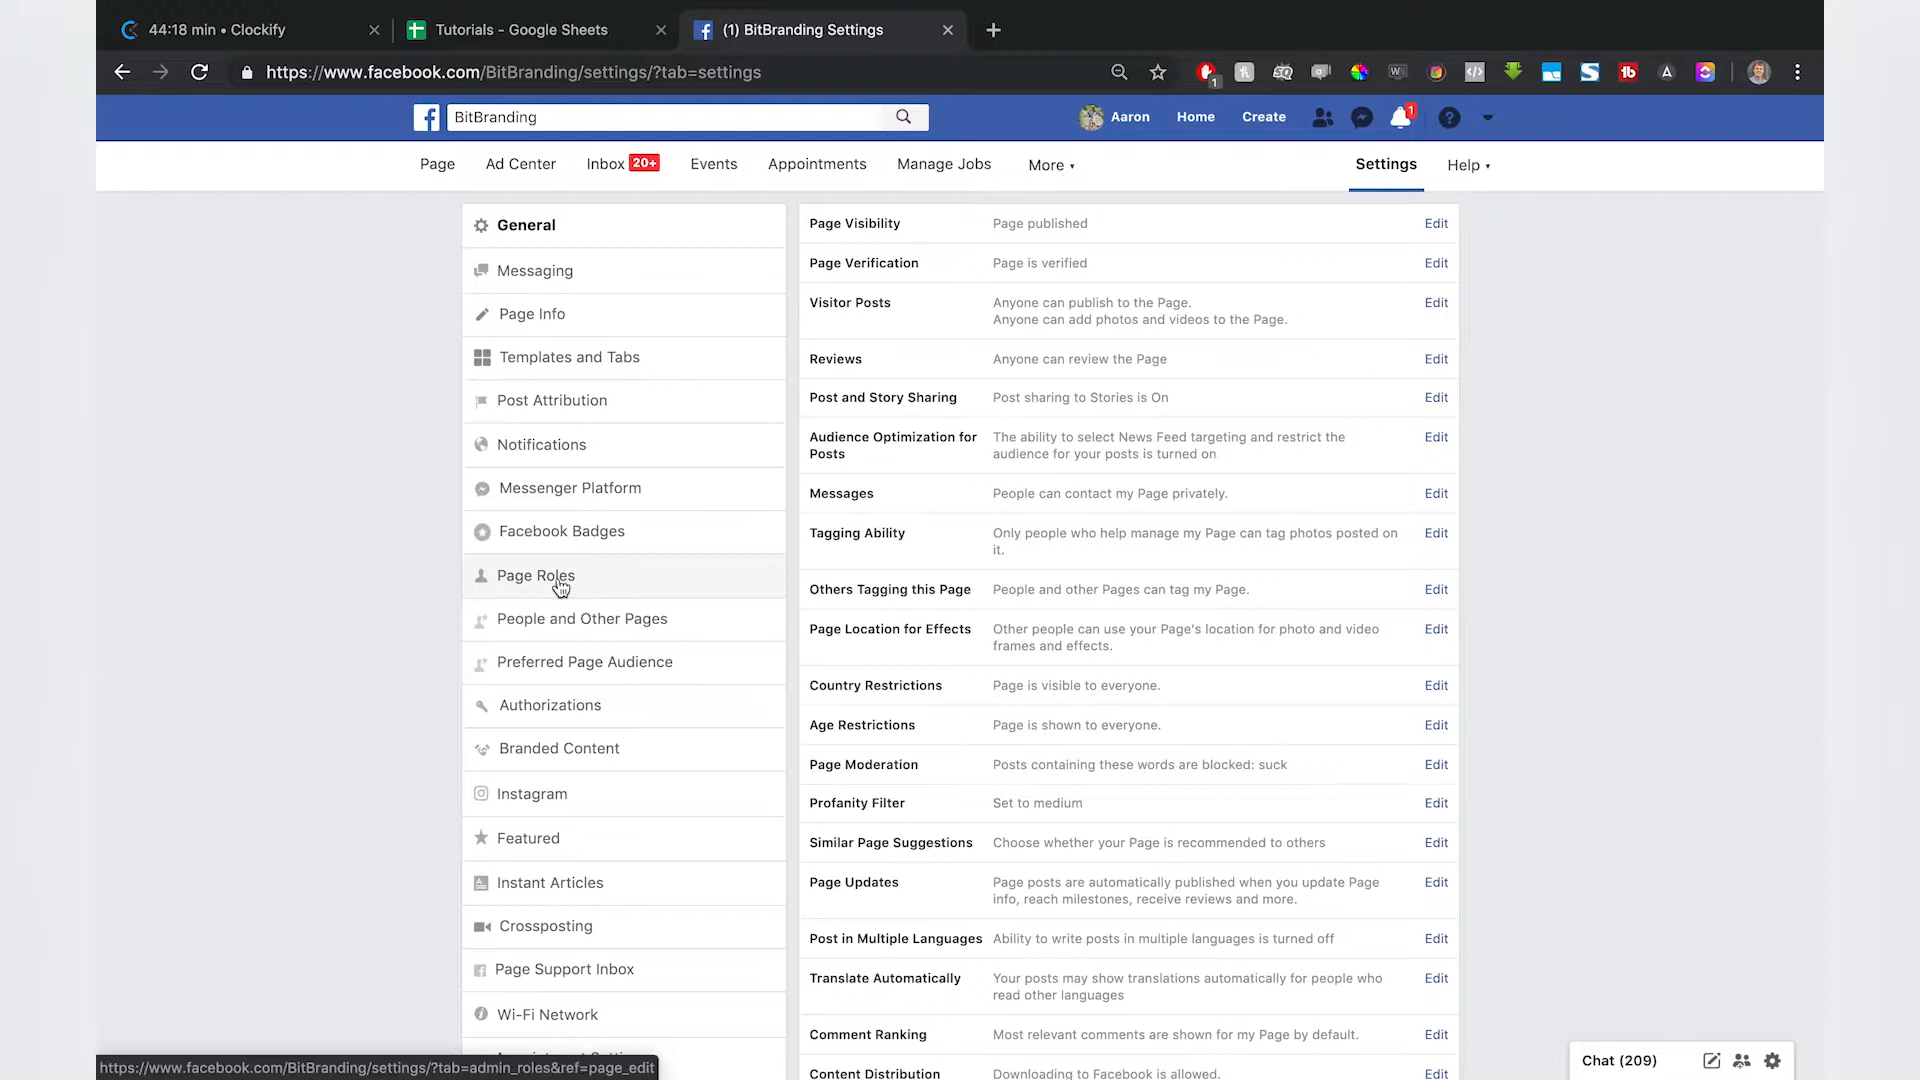 44:18 min • Clockify
Tutorials - Google Sheets
(1) BitBranding Settings
https://www.facebook.com/BitBranding/settings/?tab=settings
BitBranding
Aaron
Home
Create
1
Page
Ad Center
Inbox 20+
Events
Appointments
Manage Jobs
More
Settings
Help
General
Messaging
Page Info
Templates and Tabs
Post Attribution
Notifications
Messenger Platform
Facebook Badges
Page Roles
People and Other Pages
Preferred Page Audience
Authorizations
Branded Content
Instagram
Featured
Instant Articles
Crossposting
Page Support Inbox
Wi-Fi Network
Page Visibility Page published Edit
Page Verification Page is verified Edit
Visitor Posts Anyone can publish to the Page. Edit
Anyone can add photos and videos to the Page.
Reviews Anyone can review the Page Edit
Post and Story Sharing Post sharing to Stories is On Edit
Audience Optimization for The ability to select News Feed targeting and restrict the Edit
Posts audience for your posts is turned on
Messages People can contact my Page privately. Edit
Tagging Ability Only people who help manage my Page can tag photos posted on Edit
it.
Others Tagging this Page People and other Pages can tag my Page. Edit
Page Location for Effects Other people can use your Page's location for photo and video Edit
frames and effects.
Country Restrictions Page is visible to everyone. Edit
Age Restrictions Page is shown to everyone. Edit
Page Moderation Posts containing these words are blocked: suck Edit
Profanity Filter Set to medium Edit
Similar Page Suggestions Choose whether your Page is recommended to others Edit
Page Updates Page posts are automatically published when you update Page Edit
info, reach milestones, receive reviews and more.
Post in Multiple Languages Ability to write posts in multiple languages is turned off Edit
Translate Automatically Your posts may show translations automatically for people who Edit
read other languages
Comment Ranking Most relevant comments are shown for my Page by default. Edit
Content Distribution Downloading to Facebook is allowed. Edit
https://www.facebook.com/BitBranding/settings/?tab=admin_roles&ref=page_edit
Chat (209)